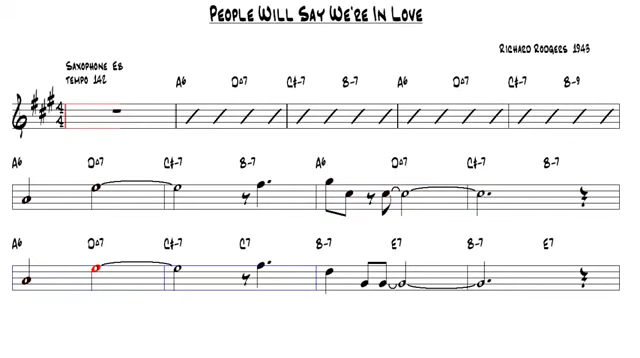 People Will Say We're In Love
Richard Rodgers 1943
Saxophone Eb
Tempo 142
A6 D○7 C#-7 B-7 A6 D○7 C#-7 B-9
4
4
A6 D○7 C#-7 B-7 A6 D○7 C#-7 B-7
A6 D○7 C#-7 C7 B-7 E7 B-7 E7